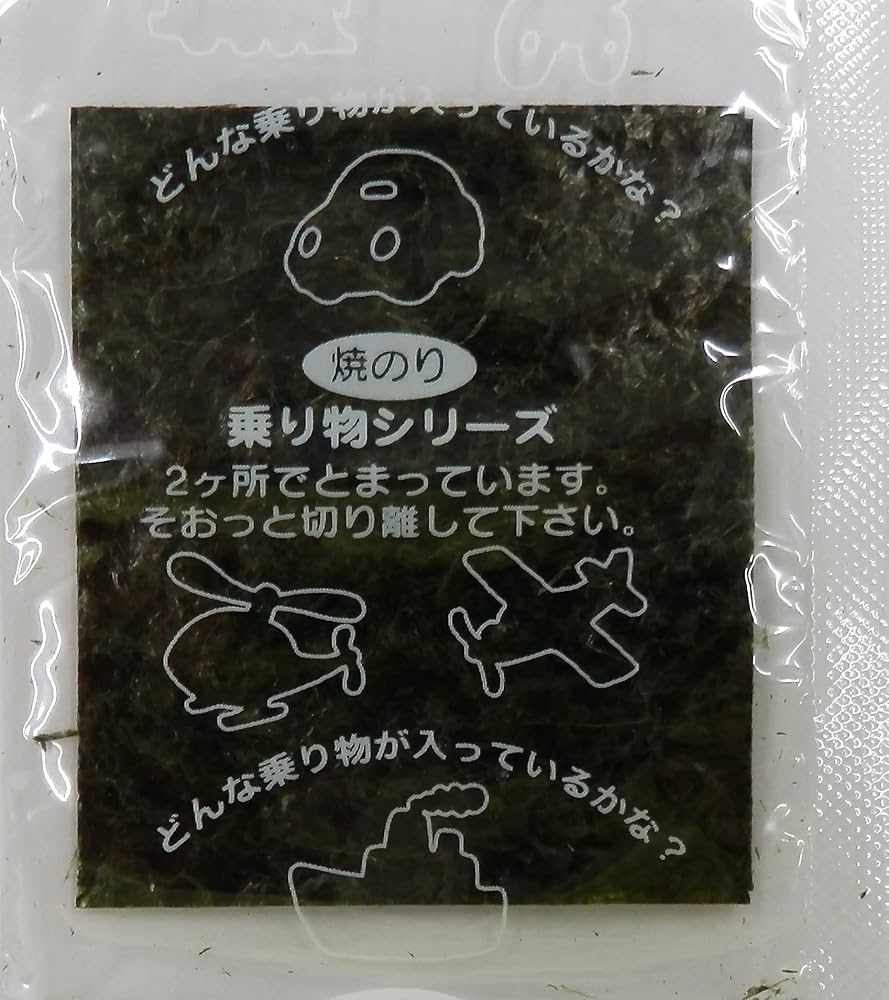 どんな乗り物が入っているかな？
焼のり
乗り物シリーズ
2ヶ所でとまっています。
そおっと切り離して下さい。
どんな乗り物が入っているかな？